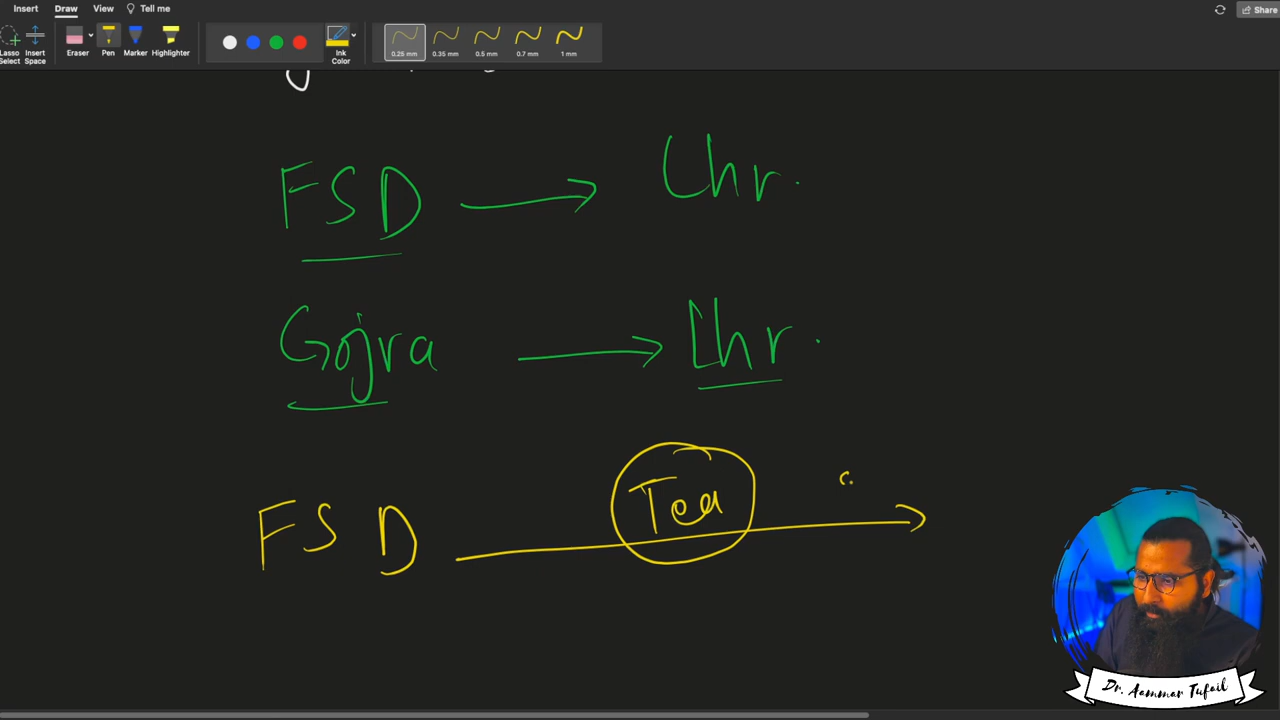 Insert Draw View Tell me
Share
Lasso Select
Insert Space
Eraser
Pen
Marker
Highlighter
Ink Color
0.25 mm
0.35 mm
0.5 mm
0.7 mm
1 mm
FSD → Lhr.
Gojra → Lhr.
FSD Tea →
Dr. Aammar Tufail